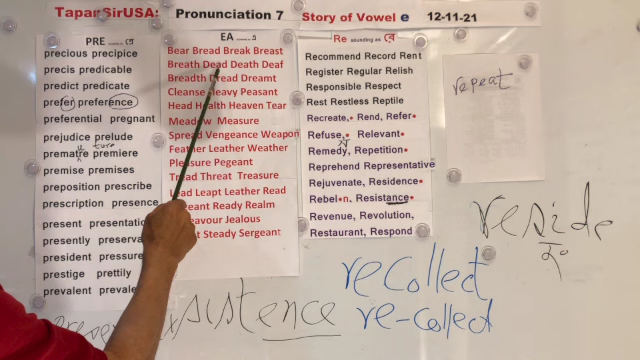 Tapan SirUSA: Pronunciation 7 Story of Vowel e 12-11-21
PRE
precious precipice
precis predicable
predict predicate
prefer preference
preferential pregnant
prejudice prelude
premature premiere
premise premises
preposition prescribe
prescription presence
present presentation
presently
president pressure
prestige prettily
prevalent
EA
Bear Bread Break Breast
Breath Dead Death Deaf
Breadth Dread Dreamt
Cleanse Heavy Peasant
Head Health Heaven Tear
Meadow Measure
Spread Vengeance Weapon
Feather Leather Weather
Pleasure Pegeant
Tread Threat Treasure
Lead Leapt Leather Read
Ready Realm
Jealous
Steady Sergeant
Re sounding as
Recommend Record Rent
Register Regular Relish
Responsible Respect
Rest Restless Reptile
Recreate, Rend, Refer
Refuse, Relevant
Remedy, Repetition
Reprehend Representative
Rejuvenate, Residence
Rebel n, Resistance
Revenue, Revolution,
Restaurant, Respond
repeat
reside
recollect
re-collect